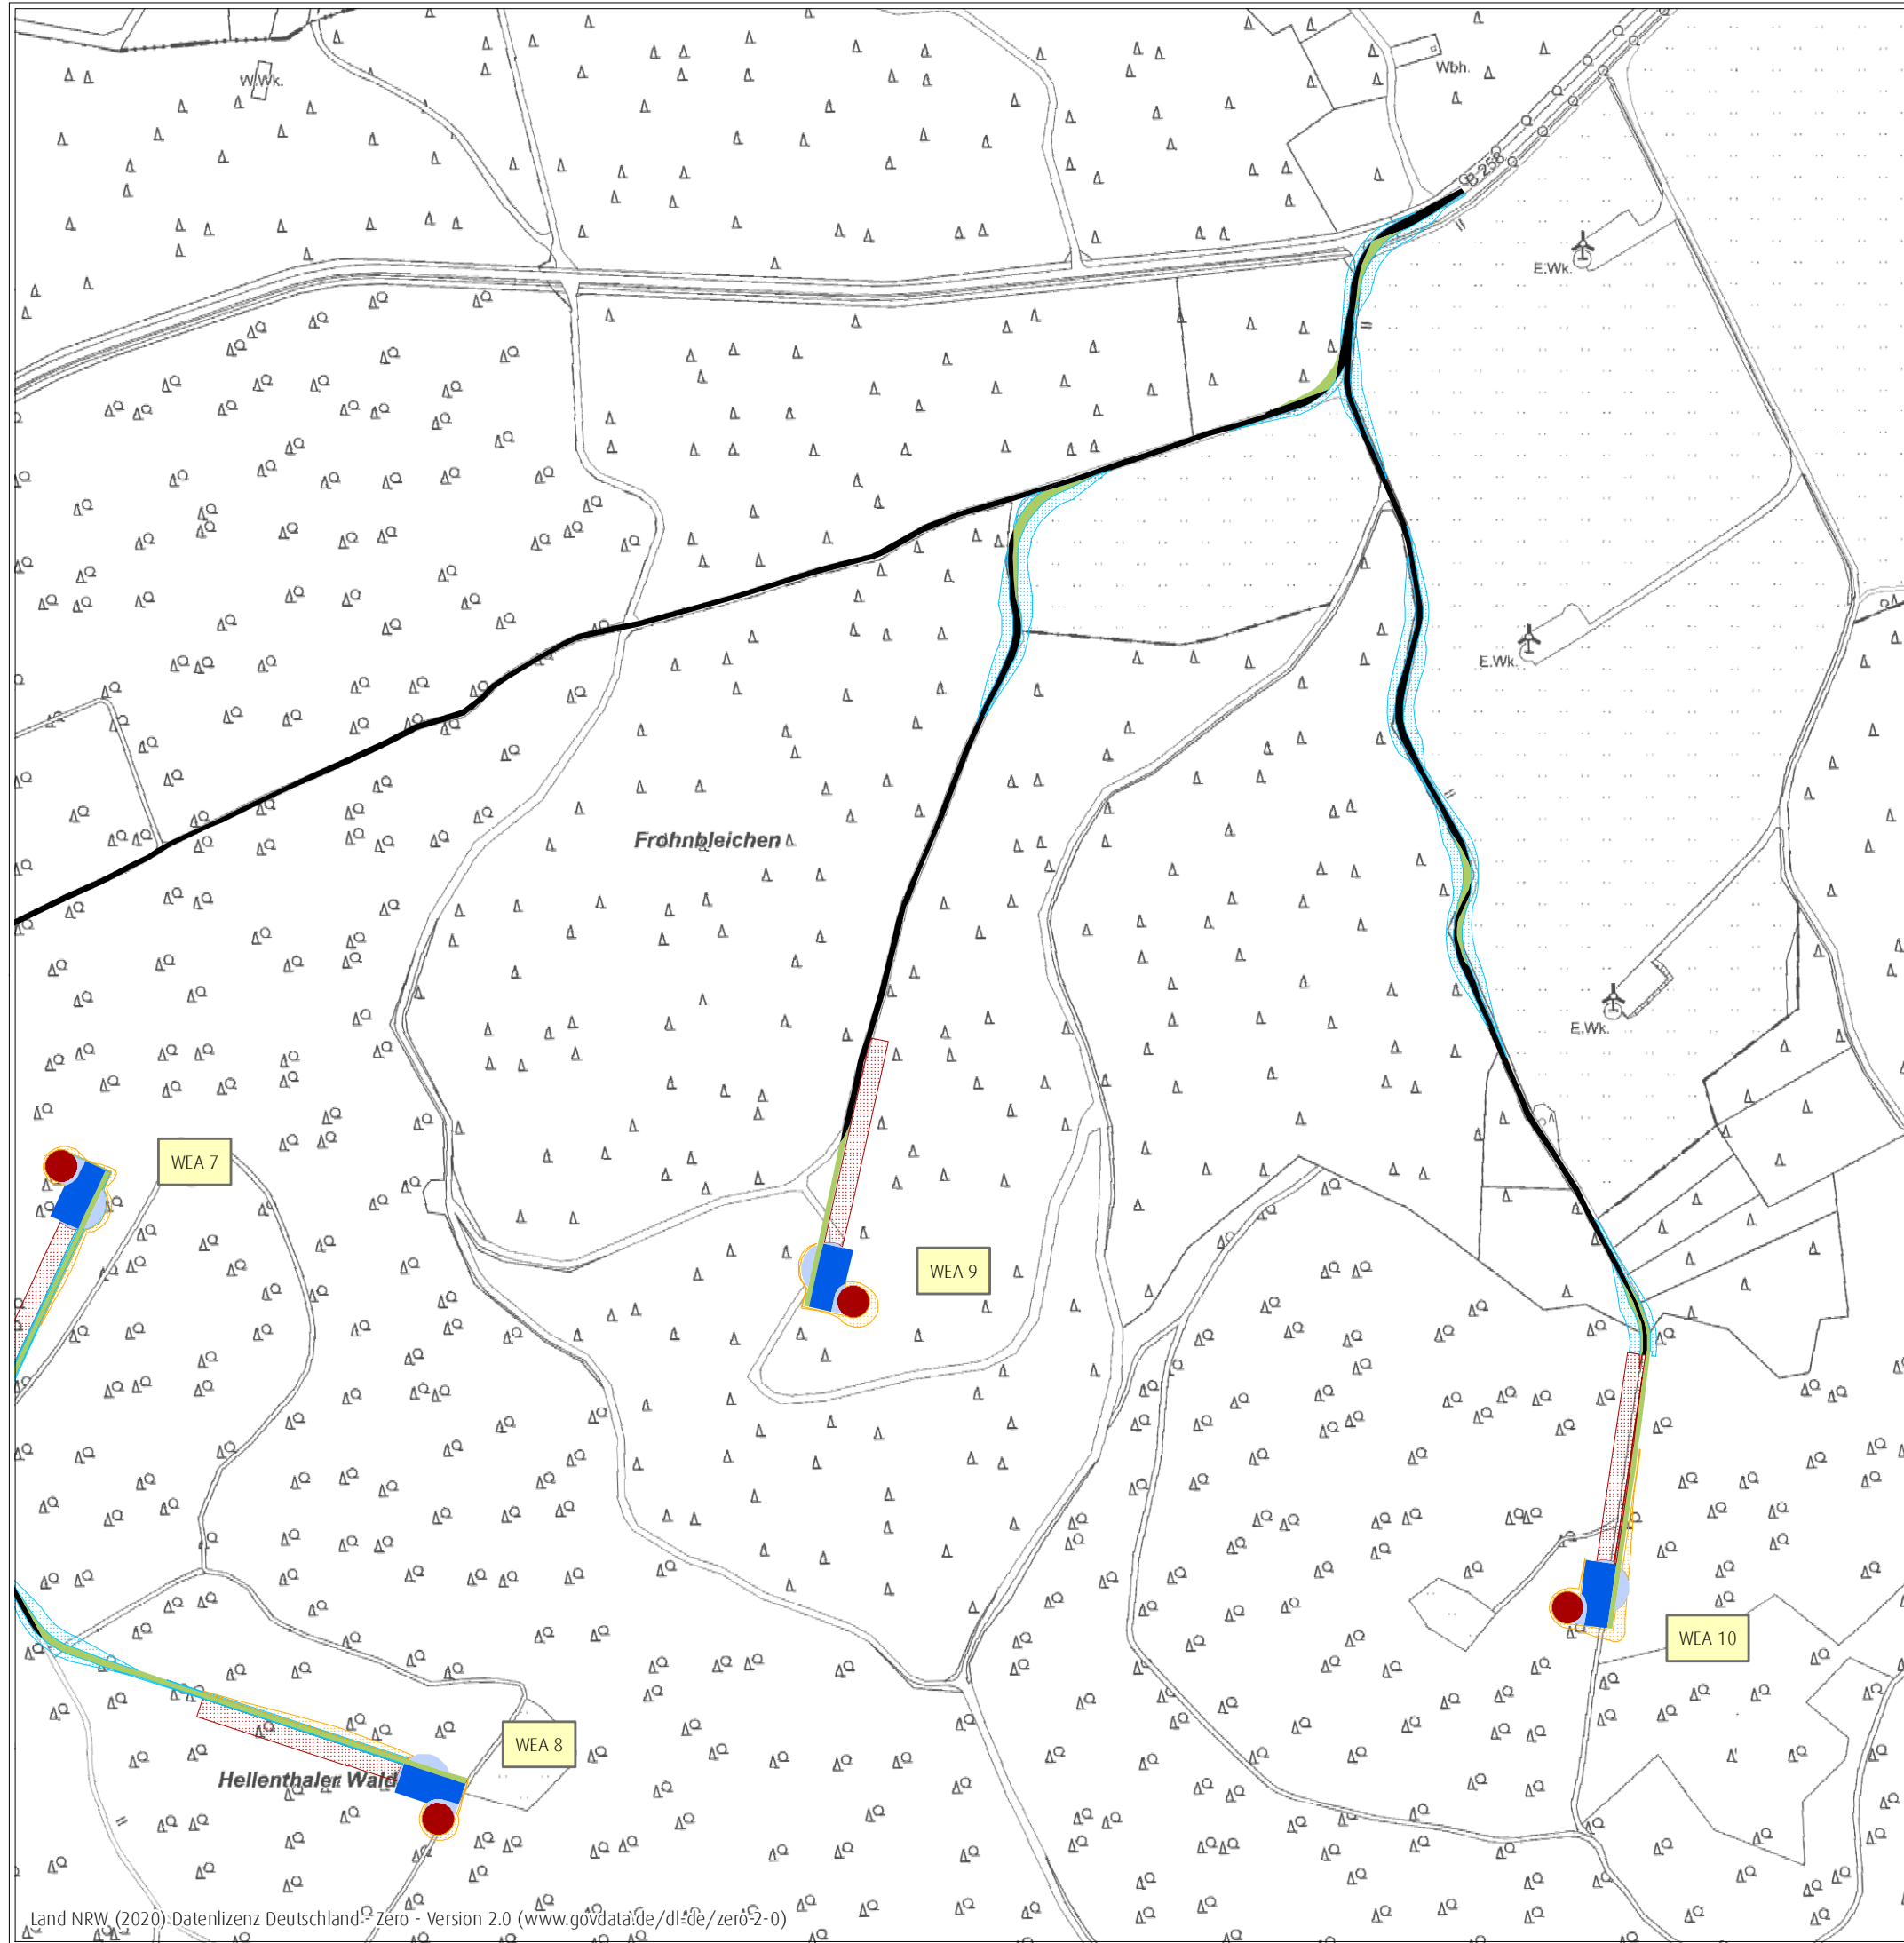 W.Wk.
Wbh.
B 258
E.Wk.
E.Wk.
Frohnbleichen
E.Wk.
WEA 7
WEA 9
WEA 10
WEA 8
Hellenthaler Wald
Land NRW (2020) Datenlizenz Deutschland - Zero - Version 2.0 (www.govdata.de/dl-de/zero-2-0)